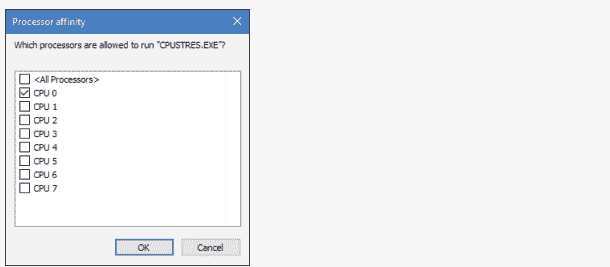 Processor affinity
Which processors are allowed to run "CPUSTRES.EXE"?
<All Processors>
CPU 0
CPU 1
CPU 2
CPU 3
CPU 4
CPU 5
CPU 6
CPU 7
OK
Cancel